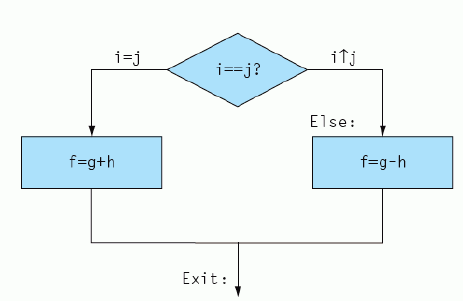 i=j
i==j?
i↑j
Else:
f=g+h
f=g-h
Exit: